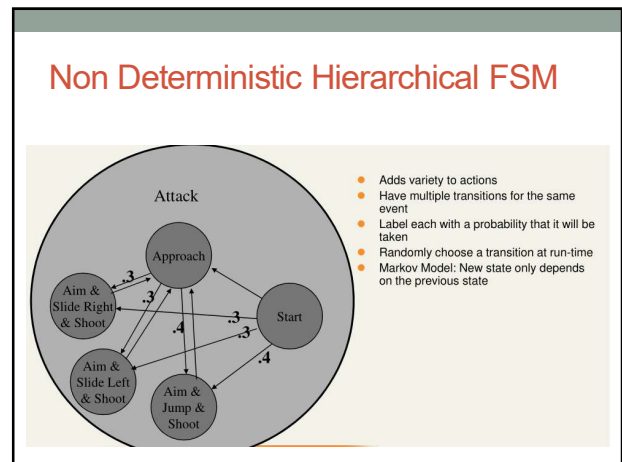 Non Deterministic Hierarchical FSM
Attack
Approach
Aim &
Slide Right
& Shoot
Aim &
Slide Left
& Shoot
Aim &
Jump &
Shoot
Start
.3
.3
.4
.3
.3
.4
Adds variety to actions
Have multiple transitions for the same
event
Label each with a probability that it will be
taken
Randomly choose a transition at run-time
Markov Model: New state only depends
on the previous state